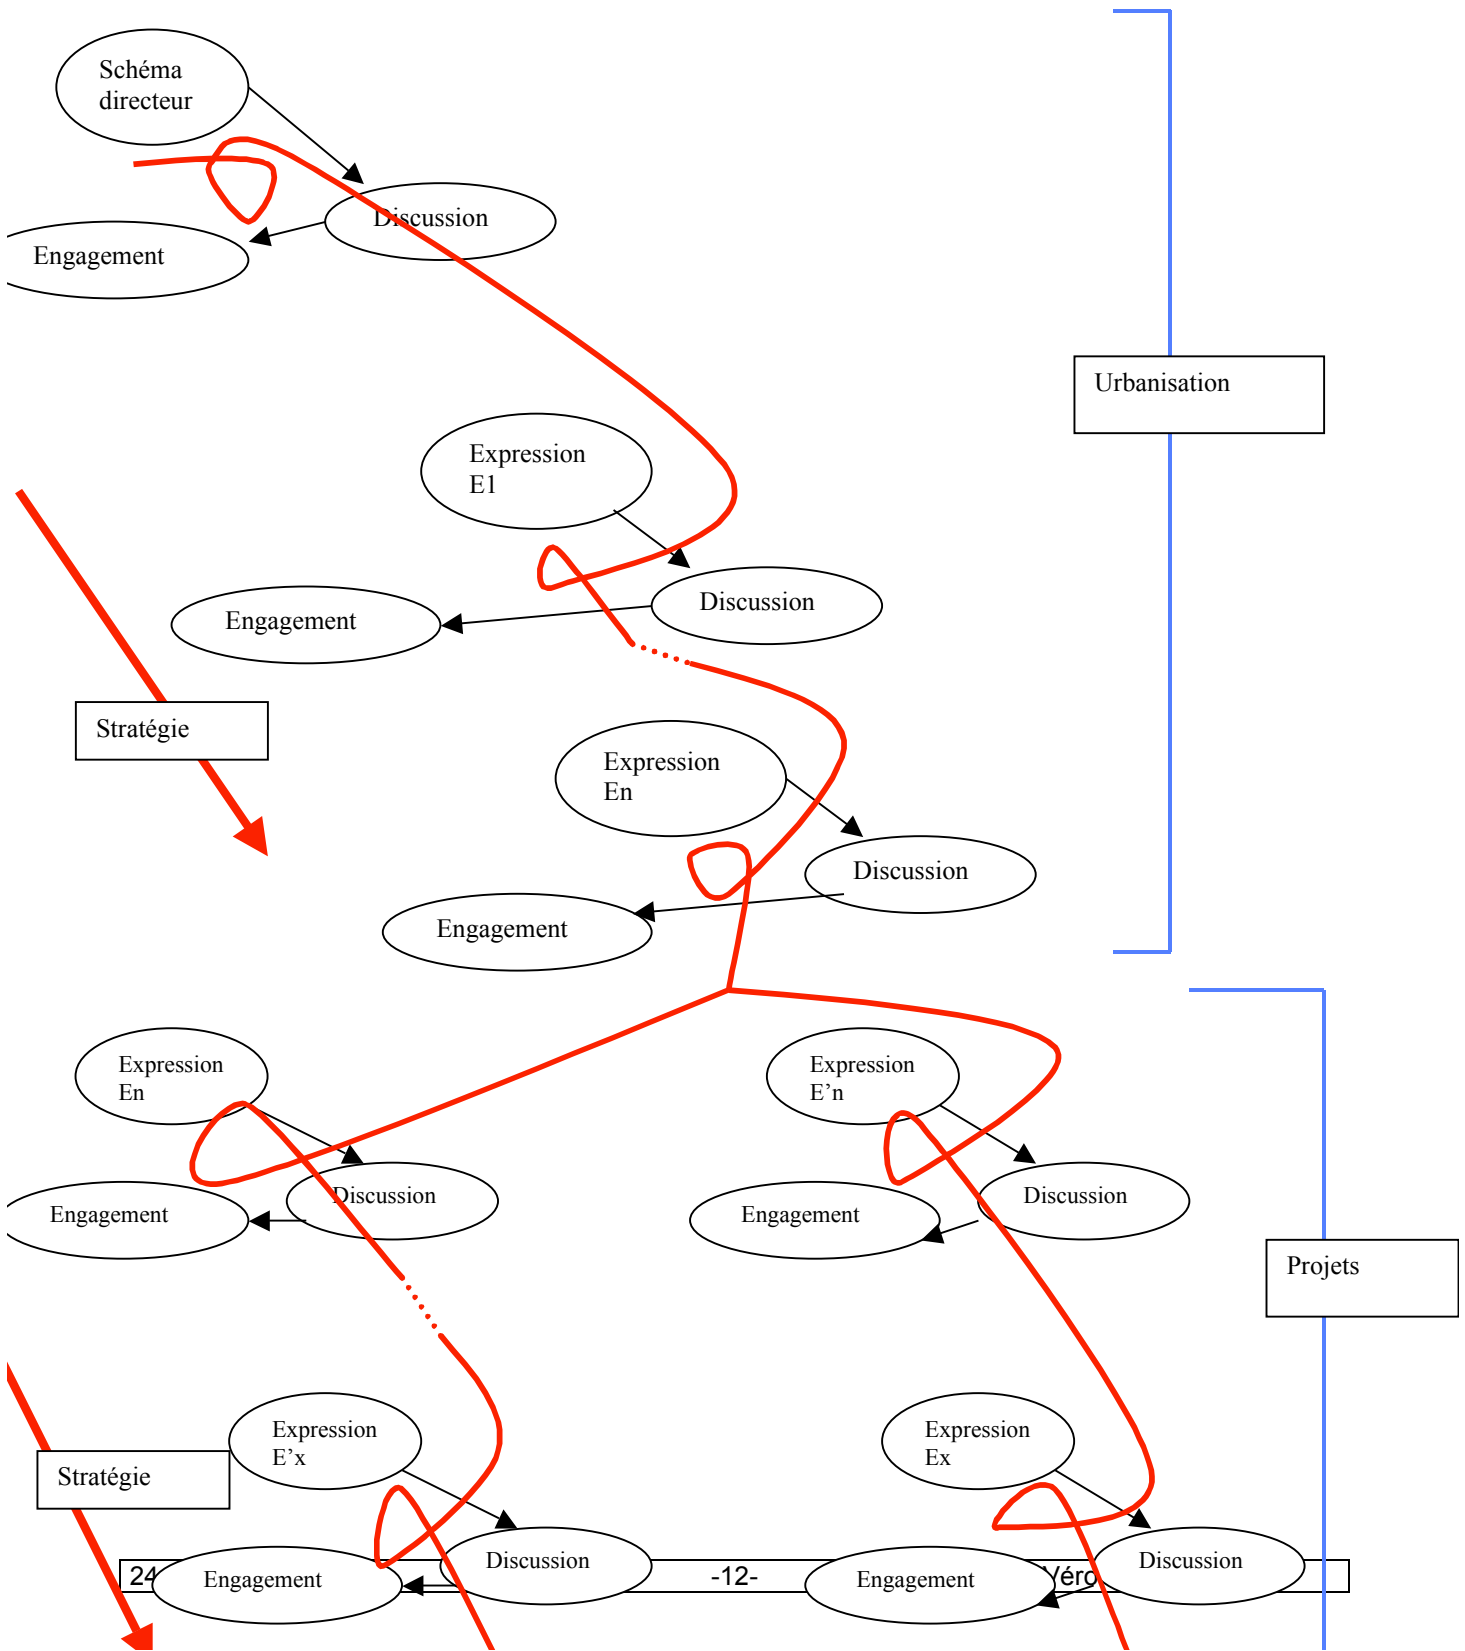 Schéma
directeur
Discussion
Engagement
Urbanisation
Expression
E1
Discussion
Engagement
Stratégie
Expression
En
Discussion
Engagement
Expression
En
Expression
E’n
Discussion
Engagement
Discussion
Engagement
Projets
Expression
E’x
Expression
Ex
Stratégie
Discussion
Engagement
Discussion
Engagement
24 -12-